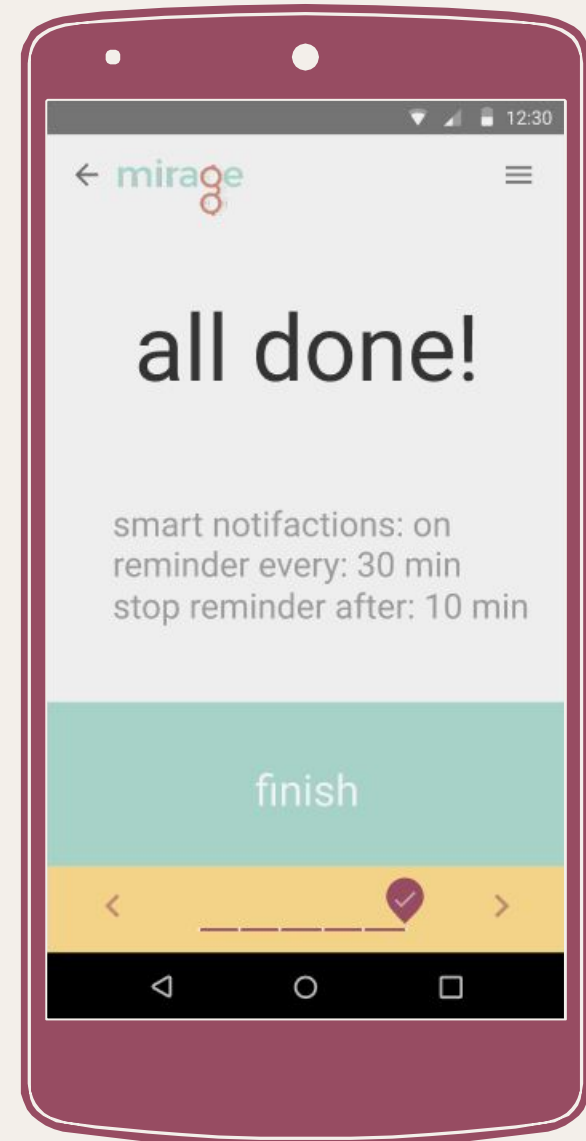 12:30
mirage
all done!
smart notifactions: on
reminder every: 30 min
stop reminder after: 10 min
finish